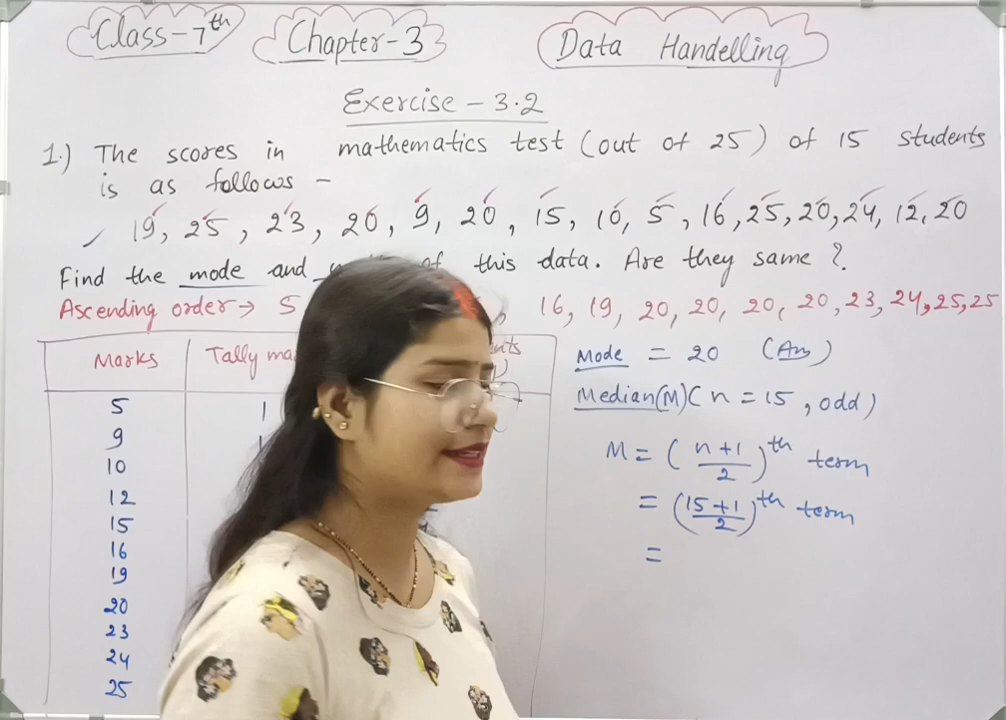 Class-7th Chapter-3 Data Handelling
Exercise - 3.2
1.) The scores in mathematics test (out of 25) of 15 students
is as follows -
19, 25, 23, 20, 9, 20, 15, 10, 5, 16, 25, 20, 24, 12, 20
Find the mode and of this data. Are they same ?
Ascending order → 5 16, 19, 20, 20, 20, 20, 23, 24, 25, 25
Marks Tally
5 |
9
10
12
15
16
19
20
23
24
25
Mode = 20 (Ans)
Median(M)( n = 15, odd)
M = ( n+1 / 2 )th term
= ( 15+1 / 2 )th term
=